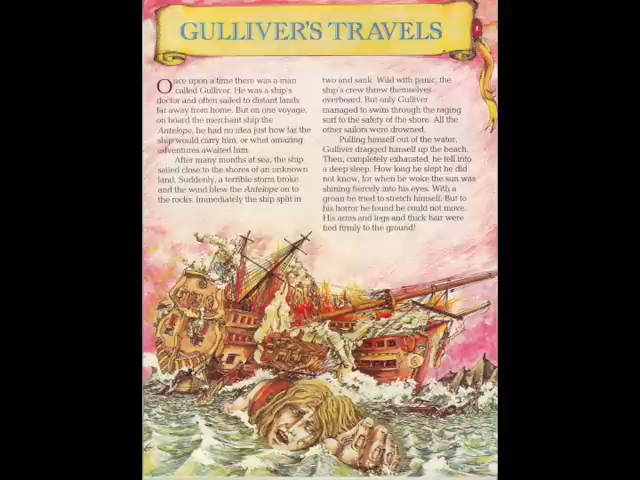 GULLIVER'S TRAVELS
Once upon a time there was a man
called Gulliver. He was a ship's
doctor and often sailed to distant lands
far away from home. But on one voyage,
on board the merchant ship the
Antelope, he had no idea just how far the
ship would carry him, or what amazing
adventures awaited him.
After many months at sea, the ship
sailed close to the shores of an unknown
land. Suddenly, a terrible storm broke
and the wind blew the Antelope on to
the rocks. Immediately the ship split in
two and sank. Wild with panic, the
ship's crew threw themselves
overboard. But only Gulliver
managed to swim through the raging
surf to the safety of the shore. All the
other sailors were drowned.
Pulling himself out of the water,
Gulliver dragged himself up the beach.
Then, completely exhausted, he fell into
a deep sleep. How long he slept he did
not know, for when he woke the sun was
shining fiercely into his eyes. With a
groan he tried to stretch himself. But to
his horror he found he could not move.
His arms and legs and thick hair were
tied firmly to the ground!